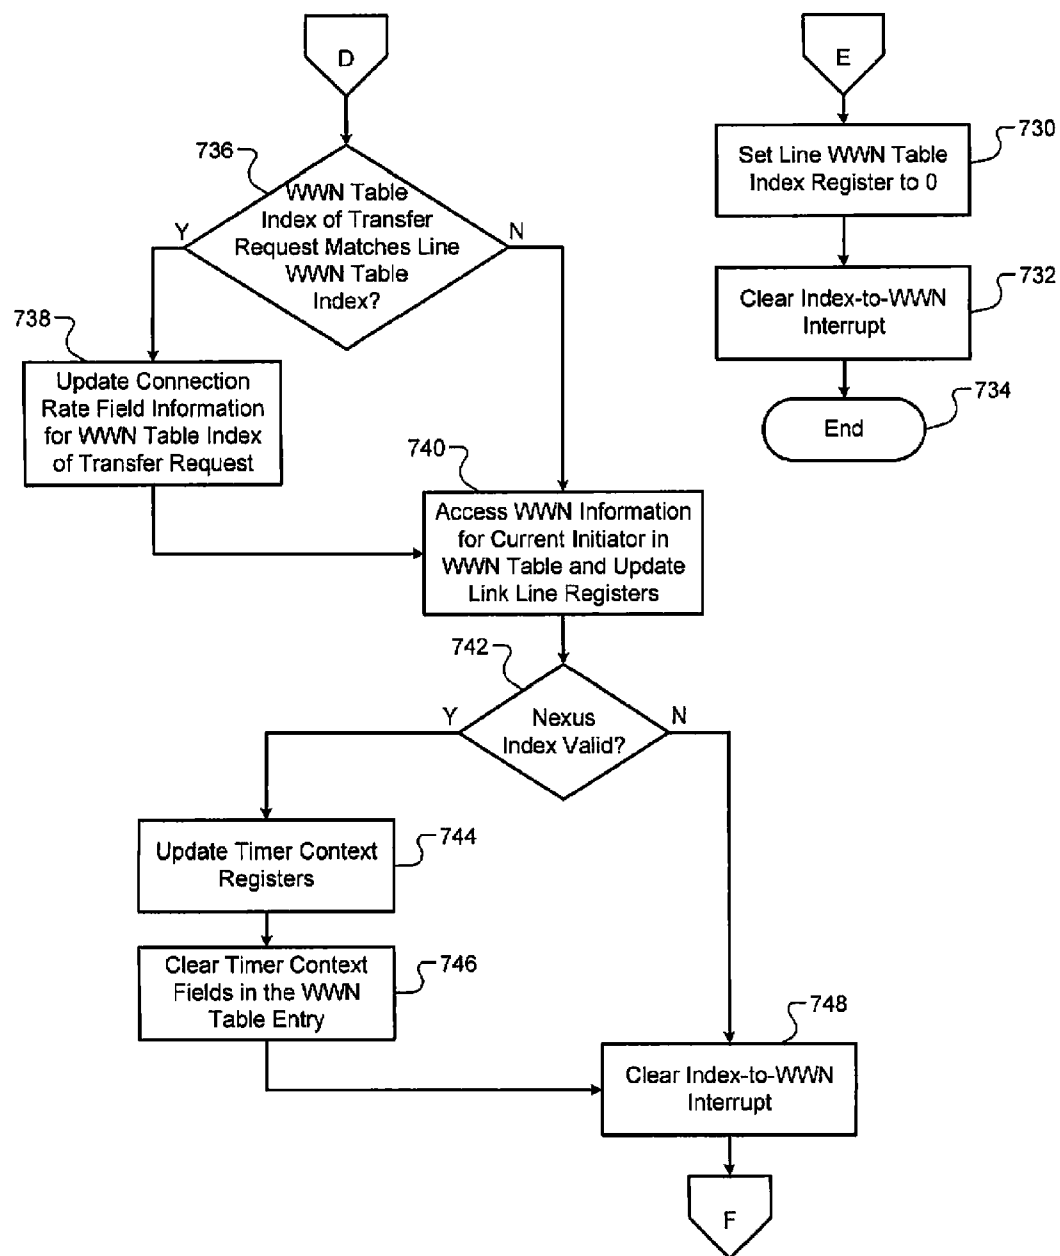 D
736
WWN Table
Index of Transfer
Request Matches Line
WWN Table
Index?
Y
N
738
Update Connection
Rate Field Information
for WWN Table Index
of Transfer Request
740
Access WWN Information
for Current Initiator in
WWN Table and Update
Link Line Registers
742
Nexus
Index Valid?
Y
N
744
Update Timer Context
Registers
746
Clear Timer Context
Fields in the WWN
Table Entry
748
Clear Index-to-WWN
Interrupt
F
E
730
Set Line WWN Table
Index Register to 0
732
Clear Index-to-WWN
Interrupt
734
End